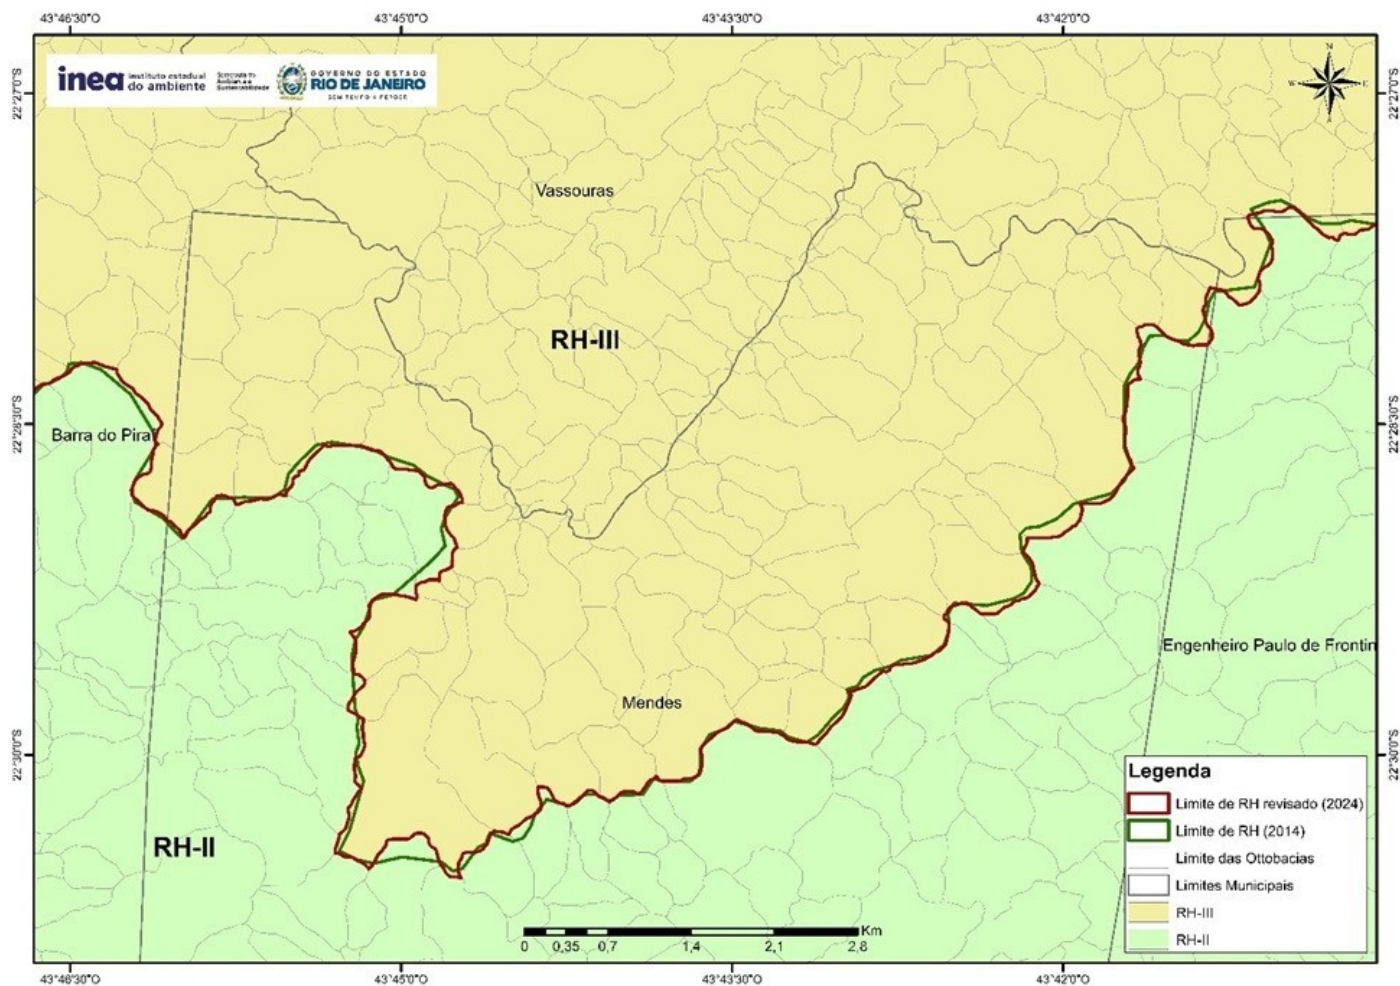 43°46'30"O 43°45'0"O 43°43'30"O 43°42'0"O
inea instituto estadual do ambiente
Secretaria do Ambiente e Sustentabilidade
GOVERNO DO ESTADO
RIO DE JANEIRO
N
W E
22°27'0"S 22°27'0"S
Vassouras
RH-III
22°28'30"S 22°28'30"S
Barra do Piraí
Engenheiro Paulo de Frontin
Mendes
22°30'0"S 22°30'0"S
RH-II
Legenda
Limite de RH revisado (2024)
Limite de RH (2014)
Limite das Ottobacias
Limites Municipais
RH-III
RH-II
Km
0 0,35 0,7 1,4 2,1 2,8
43°46'30"O 43°45'0"O 43°43'30"O 43°42'0"O